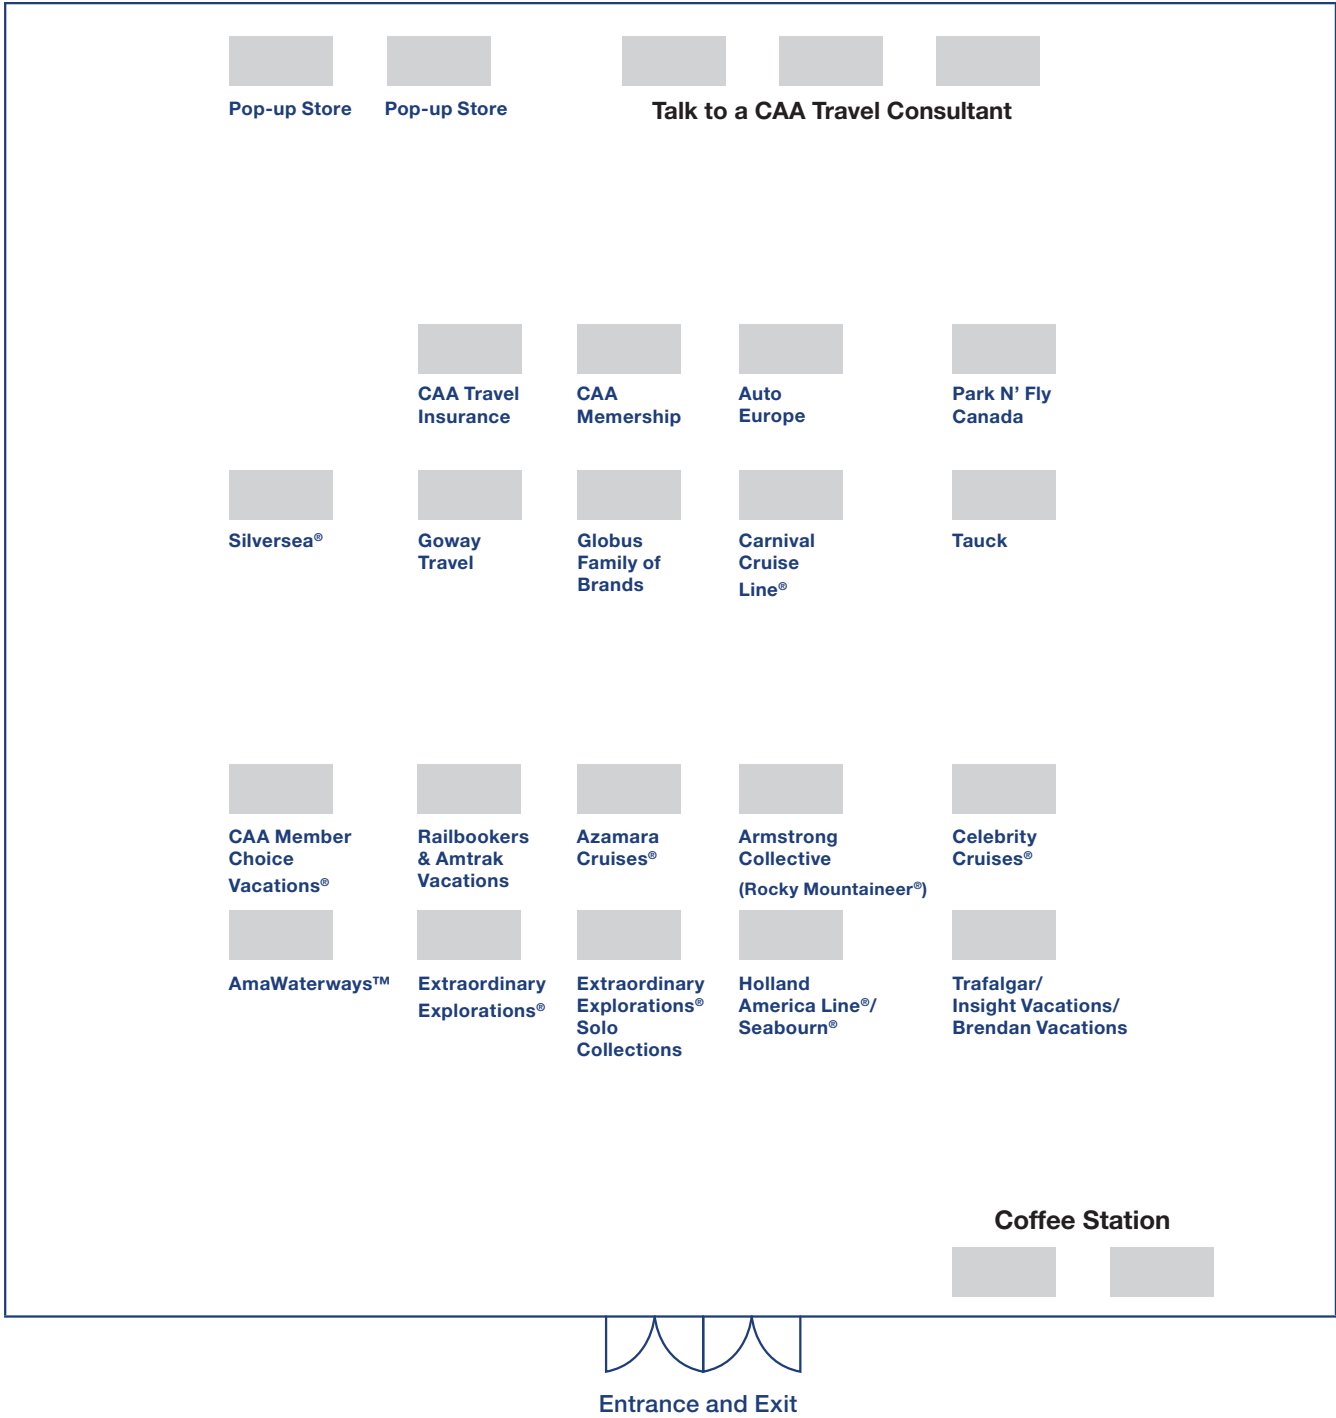 Pop-up Store
Pop-up Store
Talk to a CAA Travel Consultant
CAA Travel
Insurance
CAA
Memership
Auto
Europe
Park N’ Fly
Canada
Silversea®
Goway
Travel
Globus
Family of
Brands
Carnival
Cruise
Line®
Tauck
CAA Member
Choice
Vacations®
Railbookers
& Amtrak
Vacations
Azamara
Cruises®
Armstrong
Collective
(Rocky Mountaineer®)
Celebrity
Cruises®
AmaWaterways™
Extraordinary
Explorations®
Extraordinary
Explorations®
Solo
Collections
Holland
America Line®/
Seabourn®
Trafalgar/
Insight Vacations/
Brendan Vacations
Coffee Station
Entrance and Exit